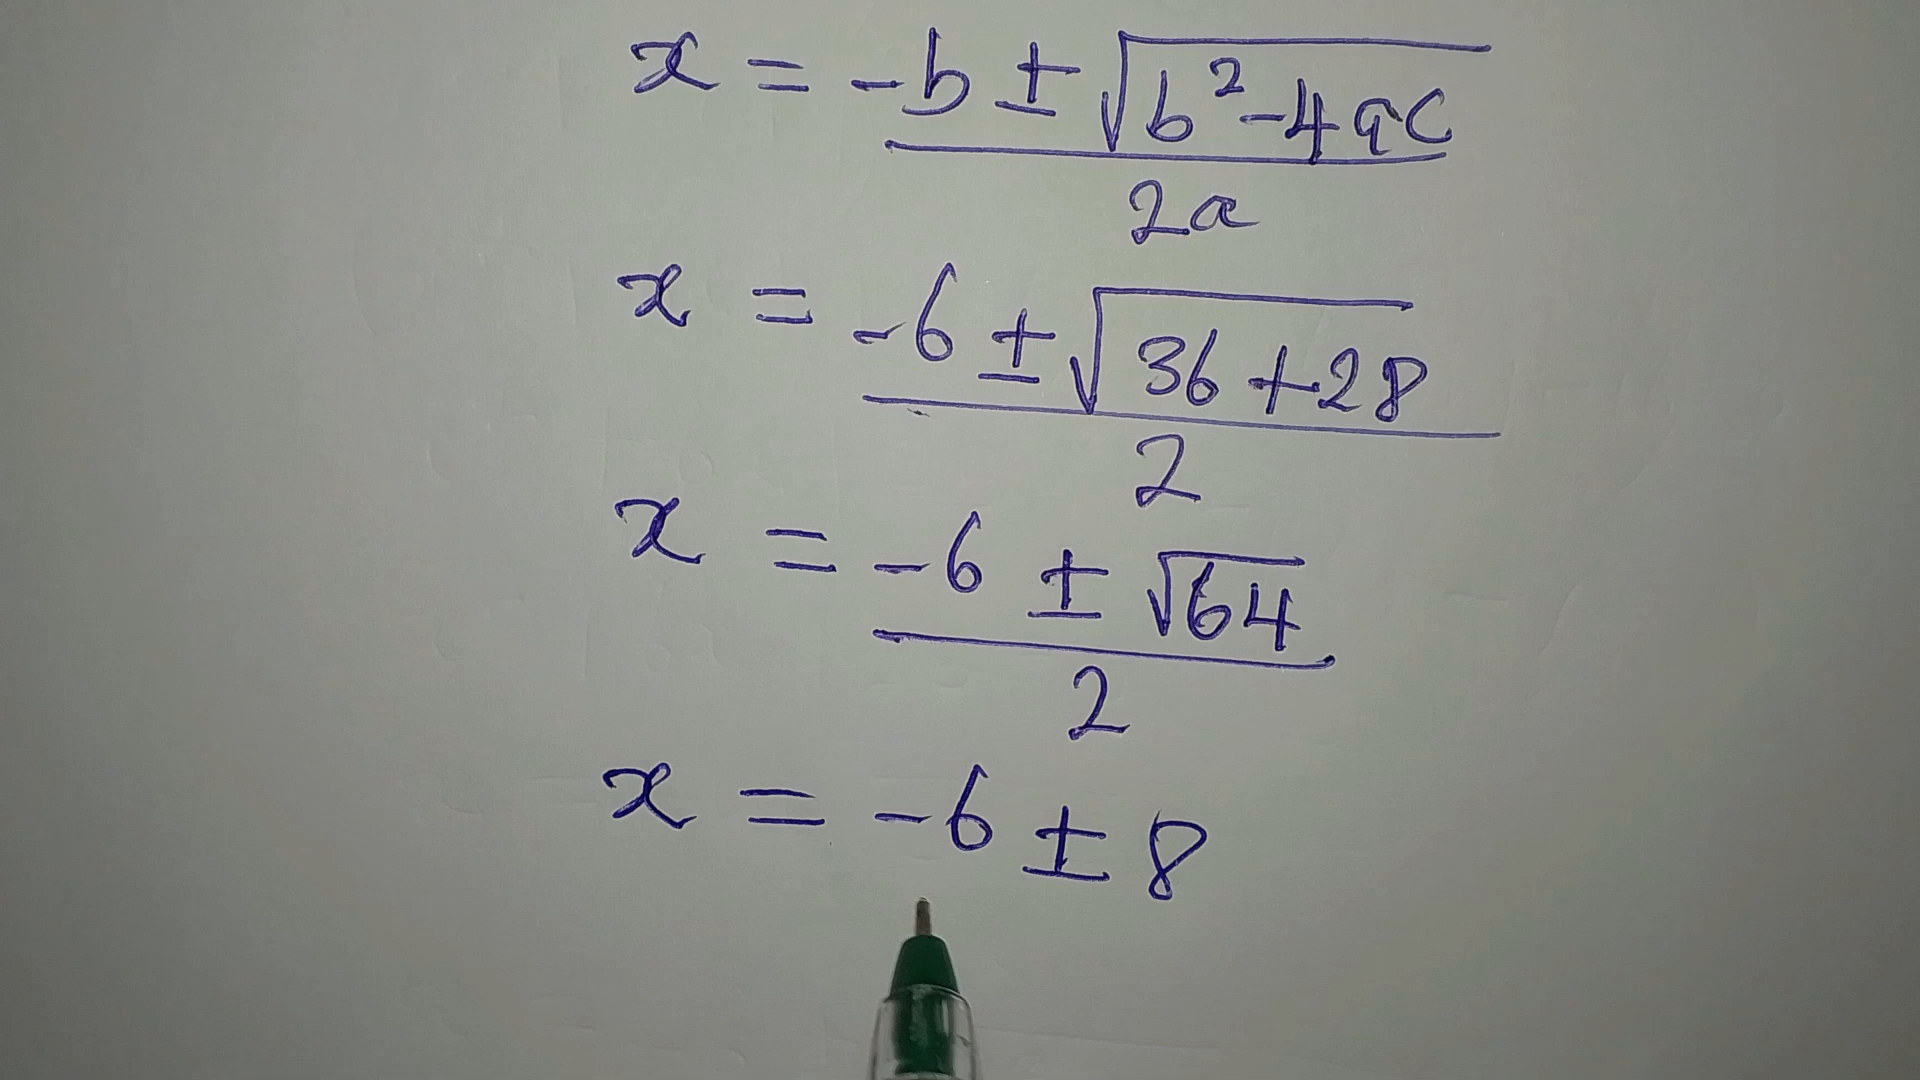 x = -b ± √b²-4ac
2a
x = -6 ± √36+28
2
x = -6 ± √64
2
x = -6 ± 8